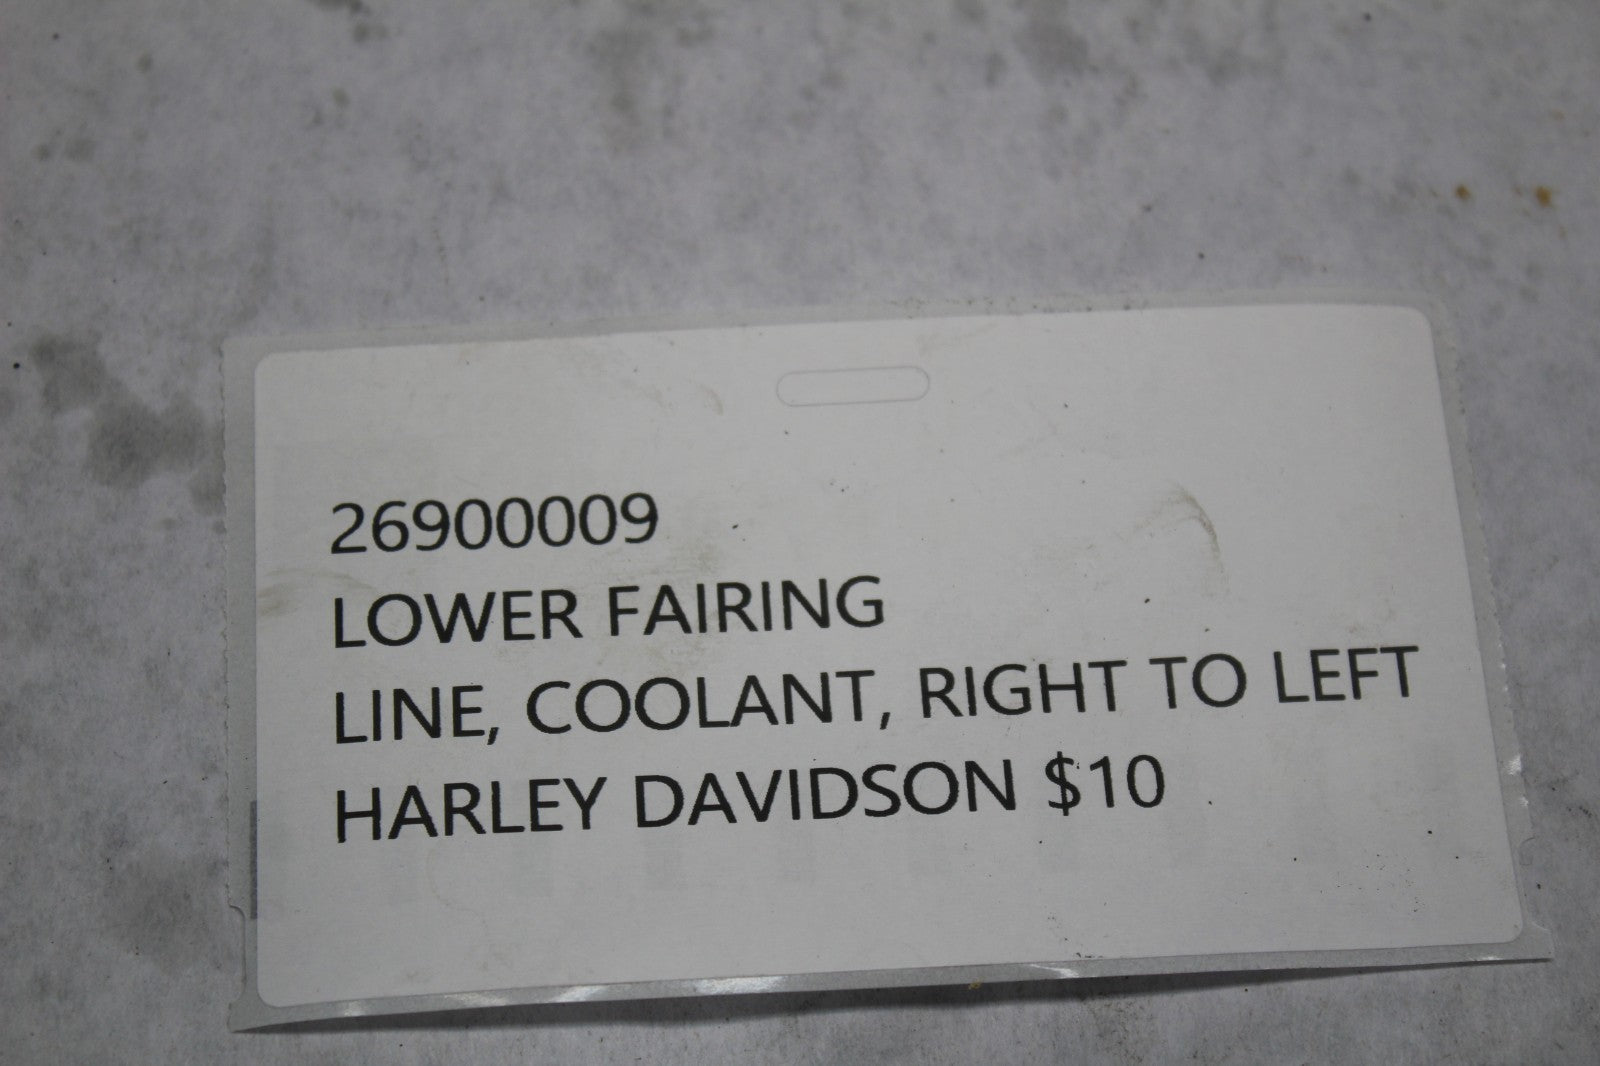 26900009
LOWER FAIRING
LINE, COOLANT, RIGHT TO LEFT
HARLEY DAVIDSON $10